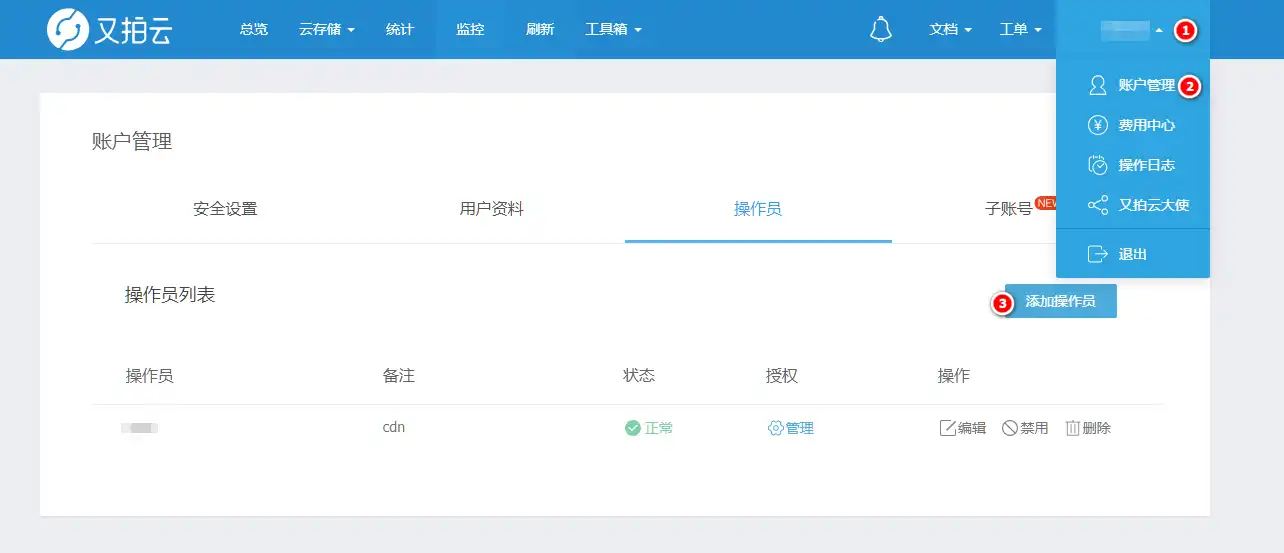 又拍云 总览 云存储 统计 监控 刷新 工具箱 文档 工单 1
账户管理 2
费用中心
操作日志
又拍云大使
退出
账户管理
安全设置 用户资料 操作员 子账号 NEW
操作员列表 3 添加操作员
操作员 备注 状态 授权 操作
cdn 正常 管理 编辑 禁用 删除